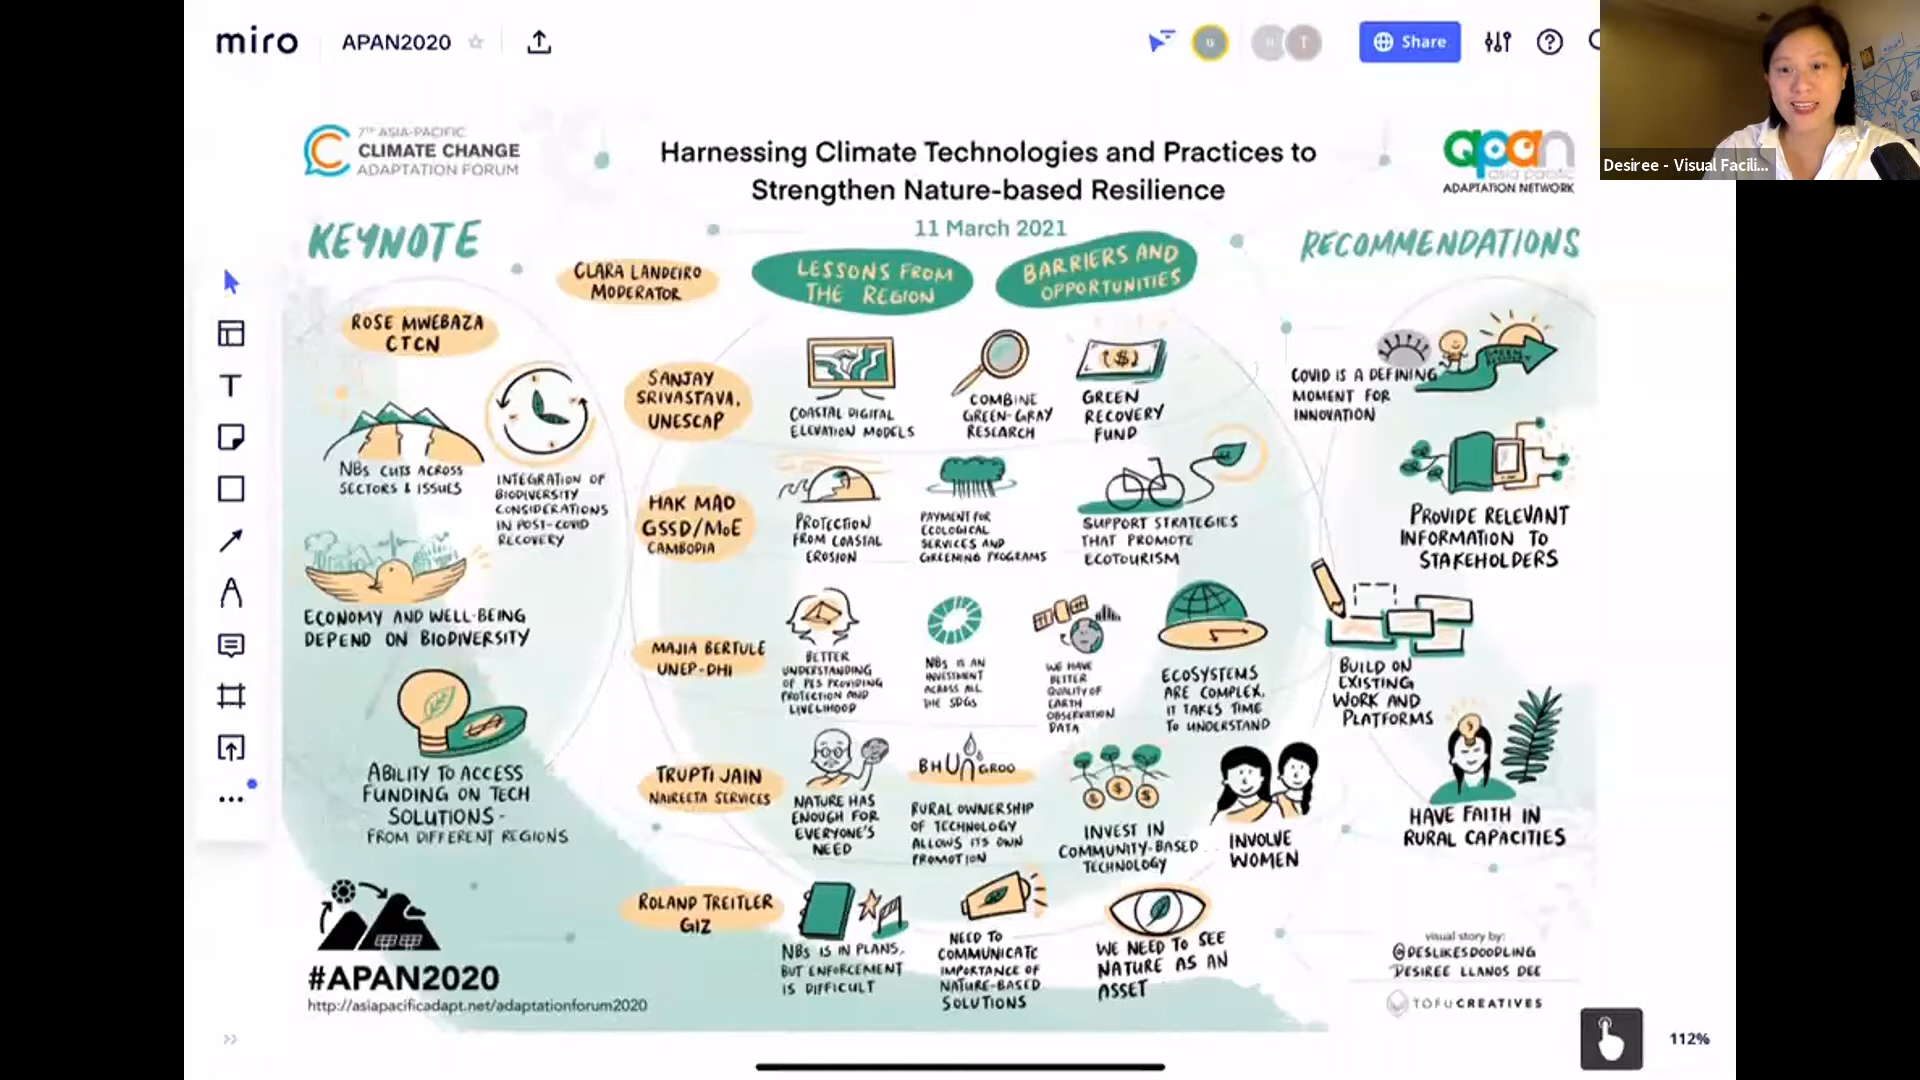 miro
APAN2020
Share
Desiree - Visual Facili...
7TH ASIA-PACIFIC
CLIMATE CHANGE
ADAPTATION FORUM
Harnessing Climate Technologies and Practices to
Strengthen Nature-based Resilience
11 March 2021
apan
asia pacific
ADAPTATION NETWORK
KEYNOTE
ROSE MWEBAZA
CTCN
NBS CUTS ACROSS
SECTORS & ISSUES
INTEGRATION OF
BIODIVERSITY
CONSIDERATIONS
IN POST-COVID
RECOVERY
ECONOMY AND WELL-BEING
DEPEND ON BIODIVERSITY
ABILITY TO ACCESS
FUNDING ON TECH
SOLUTIONS -
FROM DIFFERENT REGIONS
#APAN2020
http://asiapacificadapt.net/adaptationforum2020
CLARA LANDEIRO
MODERATOR
LESSONS FROM
THE REGION
BARRIERS AND
OPPORTUNITIES
SANJAY
SRIVASTAVA,
UNESCAP
COASTAL DIGITAL
ELEVATION MODELS
COMBINE
GREEN-GRAY
RESEARCH
GREEN
RECOVERY
FUND
HAK MAO
GSSD/MoE
CAMBODIA
PROTECTION
FROM COASTAL
EROSION
PAYMENT FOR
ECOLOGICAL
SERVICES AND
GREENING PROGRAMS
SUPPORT STRATEGIES
THAT PROMOTE
ECOTOURISM
MAJIA BERTULE
UNEP-DHI
BETTER
UNDERSTANDING
OF PES PROVIDING
PROTECTION AND
LIVELIHOOD
NBS IS AN
INVESTMENT
ACROSS ALL
THE SDGs
WE HAVE
BETTER
QUALITY OF
EARTH
OBSERVATION
DATA
ECOSYSTEMS
ARE COMPLEX,
IT TAKES TIME
TO UNDERSTAND
TRUPTI JAIN
NAIREETA SERVICES
NATURE HAS
ENOUGH FOR
EVERYONE'S
NEED
BHUNGROO
RURAL OWNERSHIP
OF TECHNOLOGY
ALLOWS ITS OWN
PROMOTION
INVEST IN
COMMUNITY-BASED
TECHNOLOGY
INVOLVE
WOMEN
ROLAND TREITLER
GIZ
NBS IS IN PLANS,
BUT ENFORCEMENT
IS DIFFICULT
NEED TO
COMMUNICATE
IMPORTANCE OF
NATURE-BASED
SOLUTIONS
WE NEED TO SEE
NATURE AS AN
ASSET
RECOMMENDATIONS
COVID IS A DEFINING
MOMENT FOR
INNOVATION
PROVIDE RELEVANT
INFORMATION TO
STAKEHOLDERS
BUILD ON
EXISTING
WORK AND
PLATFORMS
HAVE FAITH IN
RURAL CAPACITIES
visual story by:
@DESLIKESDOODLING
DESIREE LLANOS DEE
TOFUCREATIVES
112%